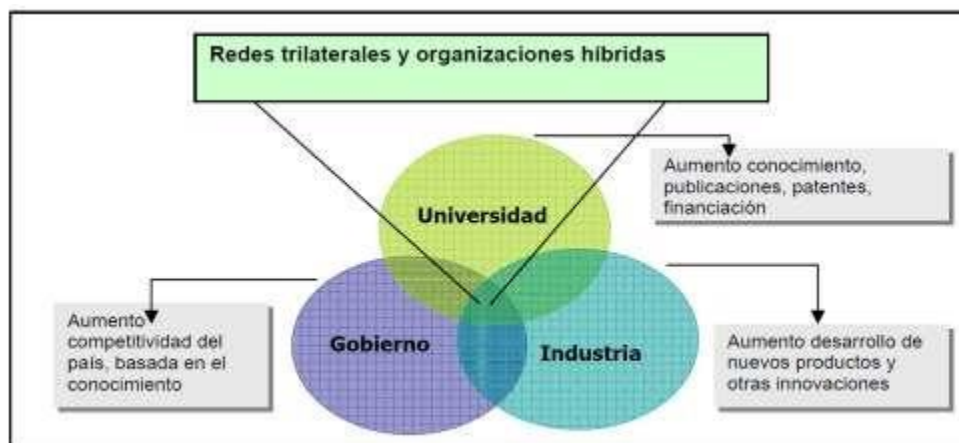 Redes trilaterales y organizaciones híbridas
Aumento conocimiento,
publicaciones, patentes,
financiación
Universidad
Aumento
competitividad del
país, basada en el
conocimiento
Gobierno
Industria
Aumento desarrollo de
nuevos productos y
otras innovaciones